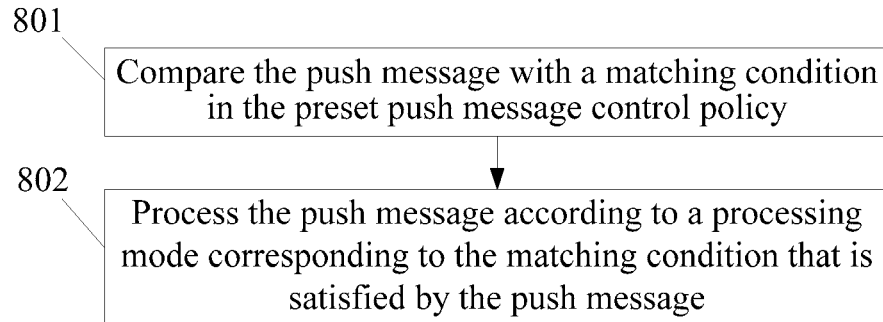 801
Compare the push message with a matching condition
in the preset push message control policy
802
Process the push message according to a processing
mode corresponding to the matching condition that is
satisfied by the push message